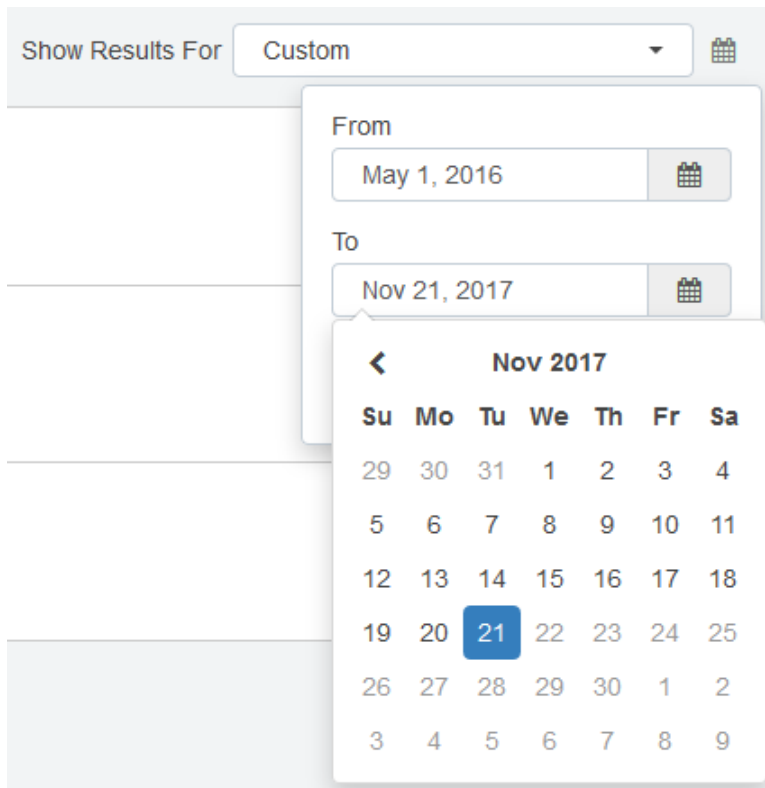 Show Results For Custom
From
May 1, 2016
To
Nov 21, 2017
Nov 2017
Su Mo Tu We Th Fr Sa
29 30 31 1 2 3 4
5 6 7 8 9 10 11
12 13 14 15 16 17 18
19 20 21 22 23 24 25
26 27 28 29 30 1 2
3 4 5 6 7 8 9